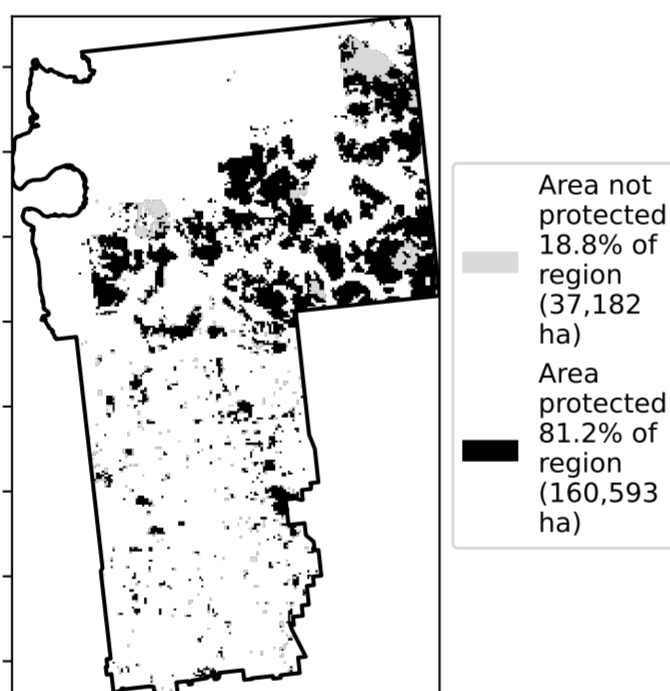 Area not
protected
18.8% of
region
(37,182
ha)
Area
protected
81.2% of
region
(160,593
ha)